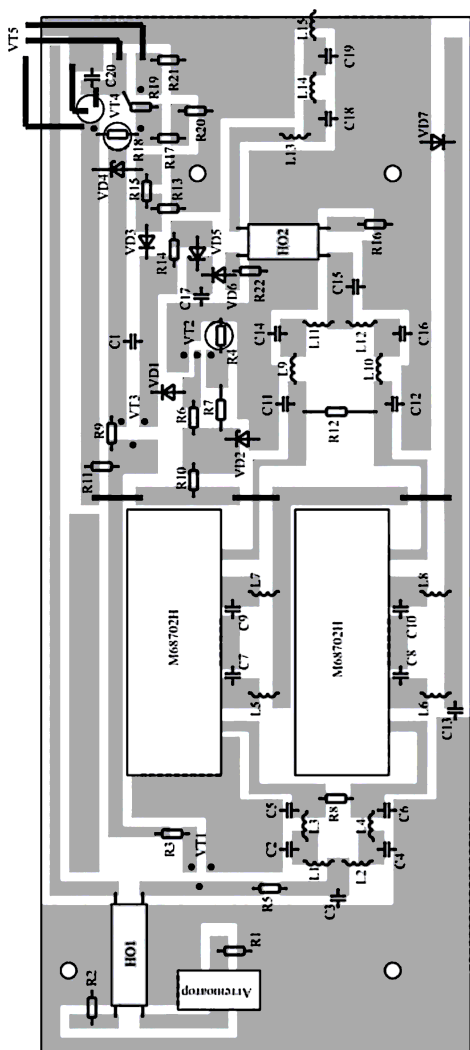 VT5
C20
VT4
R19
R21
R18
R17
R20
VD4
R15
R13
VD3
R14
VD5
VD6
C17
R22
HO2
R16
L15
C19
L14
C18
L13
VD7
C1
VT2
R4
VD1
VT3
R9
R11
R6
R7
R10
VD2
C14
L11
C15
L12
C16
L9
L10
C11
R12
C12
M68702H
L7
C9
C7
L5
M68702H
L8
C10
C8
L6
C13
C5
R8
C6
L3
L4
C2
C4
L1
L2
C3
R3
VT1
R5
HO1
R2
R1
Аттенюатор